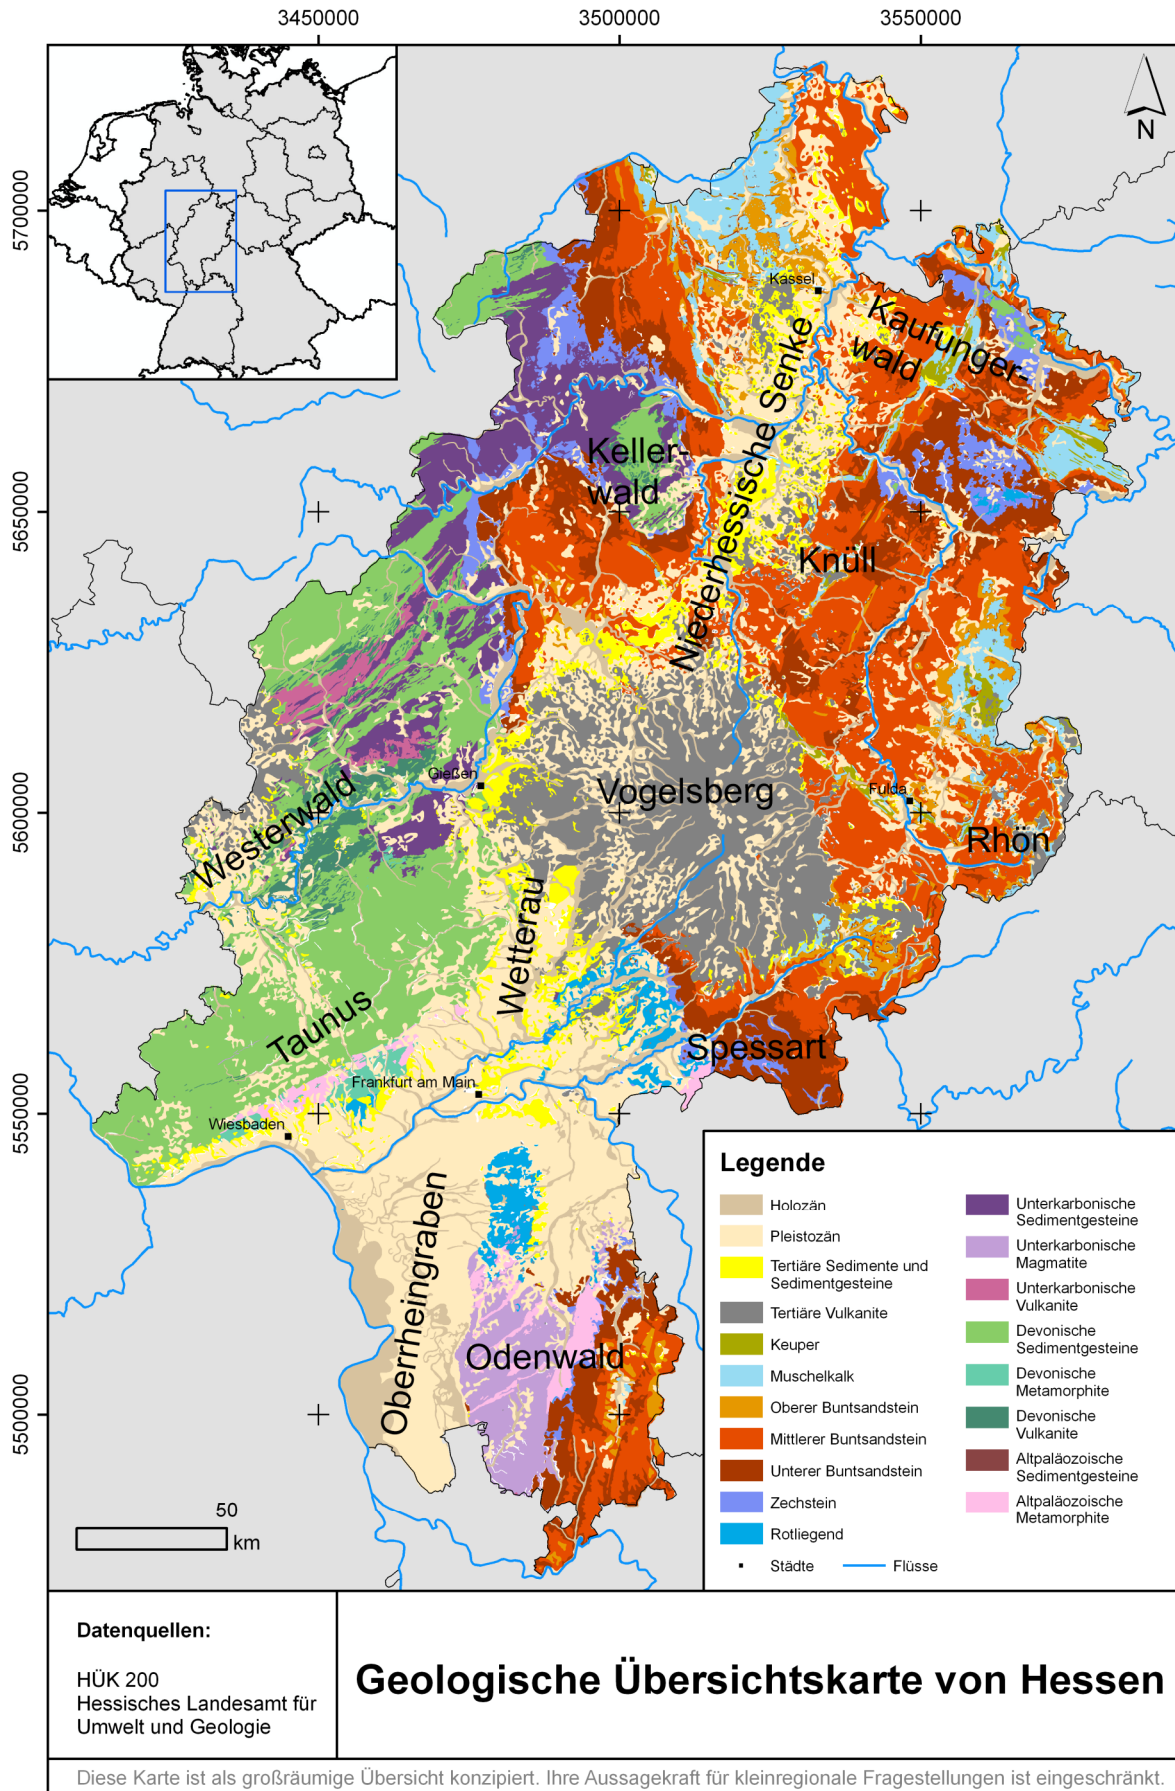 3450000
3500000
3550000
5700000
5650000
5600000
5550000
5500000
N
Kassel
Kaufunger-
wald
Niederhessische Senke
Keller-
wald
Knüll
Gießen
Westerwald
Vogelsberg
Fulda
Rhön
Wetterau
Taunus
Spessart
Frankfurt am Main
Wiesbaden
Oberrheingraben
Odenwald
50
km
Legende
Holozän
Pleistozän
Tertiäre Sedimente und
Sedimentgesteine
Tertiäre Vulkanite
Keuper
Muschelkalk
Oberer Buntsandstein
Mittlerer Buntsandstein
Unterer Buntsandstein
Zechstein
Rotliegend
Städte
Flüsse
Unterkarbonische
Sedimentgesteine
Unterkarbonische
Magmatite
Unterkarbonische
Vulkanite
Devonische
Sedimentgesteine
Devonische
Metamorphite
Devonische
Vulkanite
Altpaläozoische
Sedimentgesteine
Altpaläozoische
Metamorphite
Datenquellen:
HÜK 200
Hessisches Landesamt für
Umwelt und Geologie
Geologische Übersichtskarte von Hessen
Diese Karte ist als großräumige Übersicht konzipiert. Ihre Aussagekraft für kleinregionale Fragestellungen ist eingeschränkt.